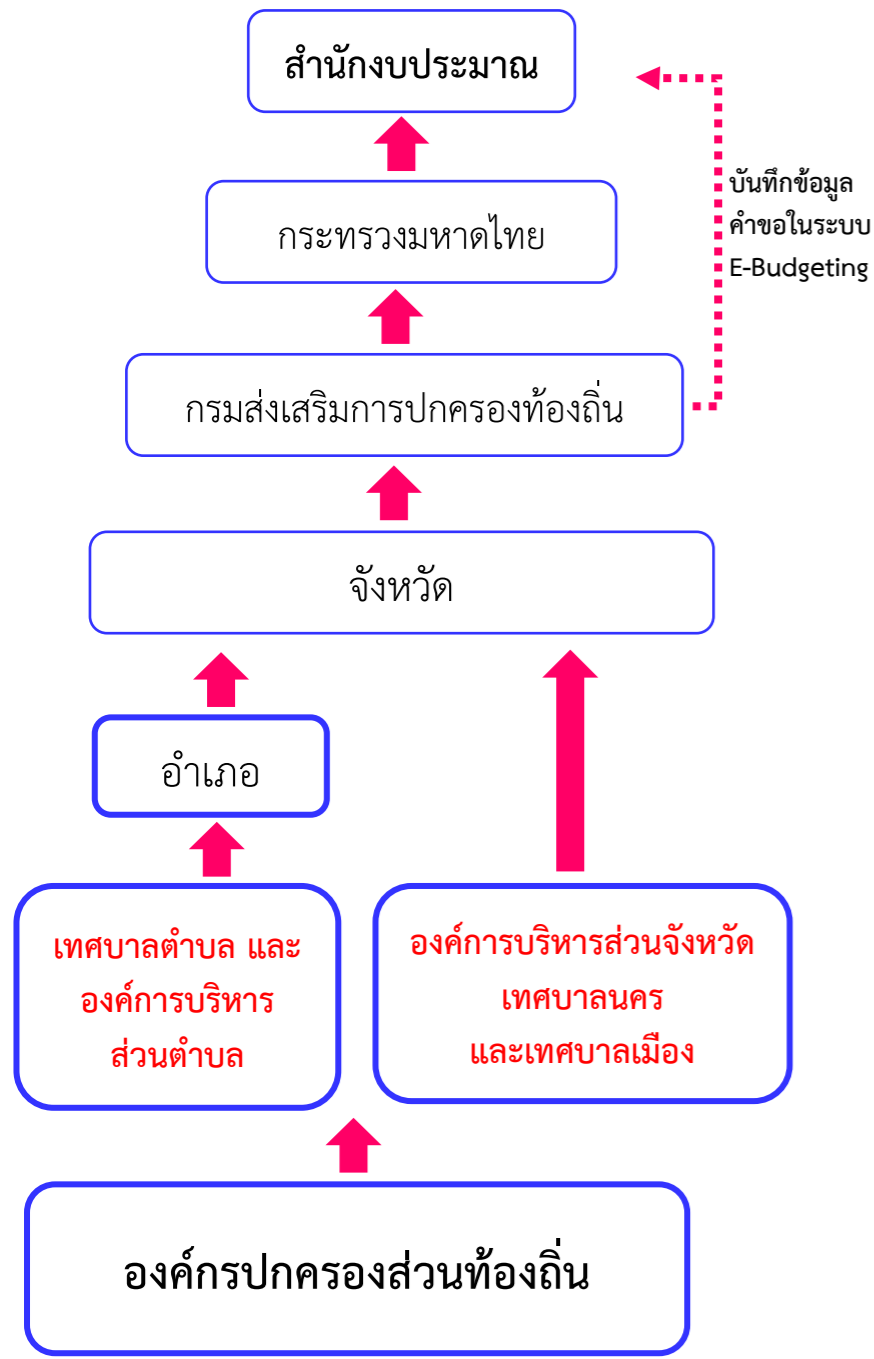 สำนักงบประมาณ
บันทึกข้อมูล
คำขอในระบบ
E-Budgeting
กระทรวงมหาดไทย
กรมส่งเสริมการปกครองท้องถิ่น
จังหวัด
อำเภอ
เทศบาลตำบล และ
องค์การบริหาร
ส่วนตำบล
องค์การบริหารส่วนจังหวัด
เทศบาลนคร
และเทศบาลเมือง
องค์กรปกครองส่วนท้องถิ่น